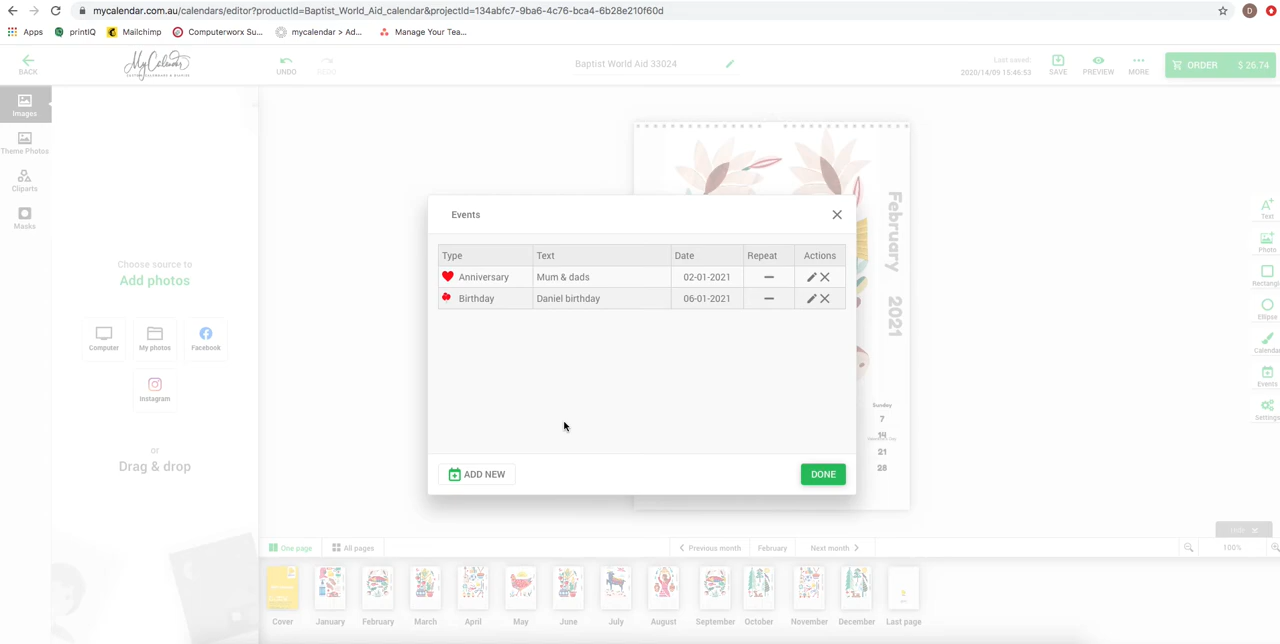 mycalendar.com.au/calendars/editor?productId=Baptist_World_Aid_calendar&projectId=134abfc7-9ba6-4c76-bca4-6b28e210f60d
D
Apps
printIQ
Mailchimp
Computerworx Su...
mycalendar > Ad...
Manage Your Tea...
BACK
MyCalendar
UNDO
REDO
Baptist World Aid 33024
Last saved:
2020/14/09 15:46:53
SAVE
PREVIEW
MORE
ORDER $ 26.74
Images
Theme Photos
Cliparts
Masks
Choose source to
Add photos
Computer
My photos
Facebook
Instagram
or
Drag & drop
February 2021
Sunday
7
14
Valentine's Day
21
28
Events
Type Text Date Repeat Actions
Anniversary Mum & dads 02-01-2021
Birthday Daniel birthday 06-01-2021
ADD NEW
DONE
Text
Photo
Rectangl
Ellipse
Calendar
Events
Settings
Hide
One page
All pages
Previous month
February
Next month
100%
Cover
January
February
March
April
May
June
July
August
September
October
November
December
Last page